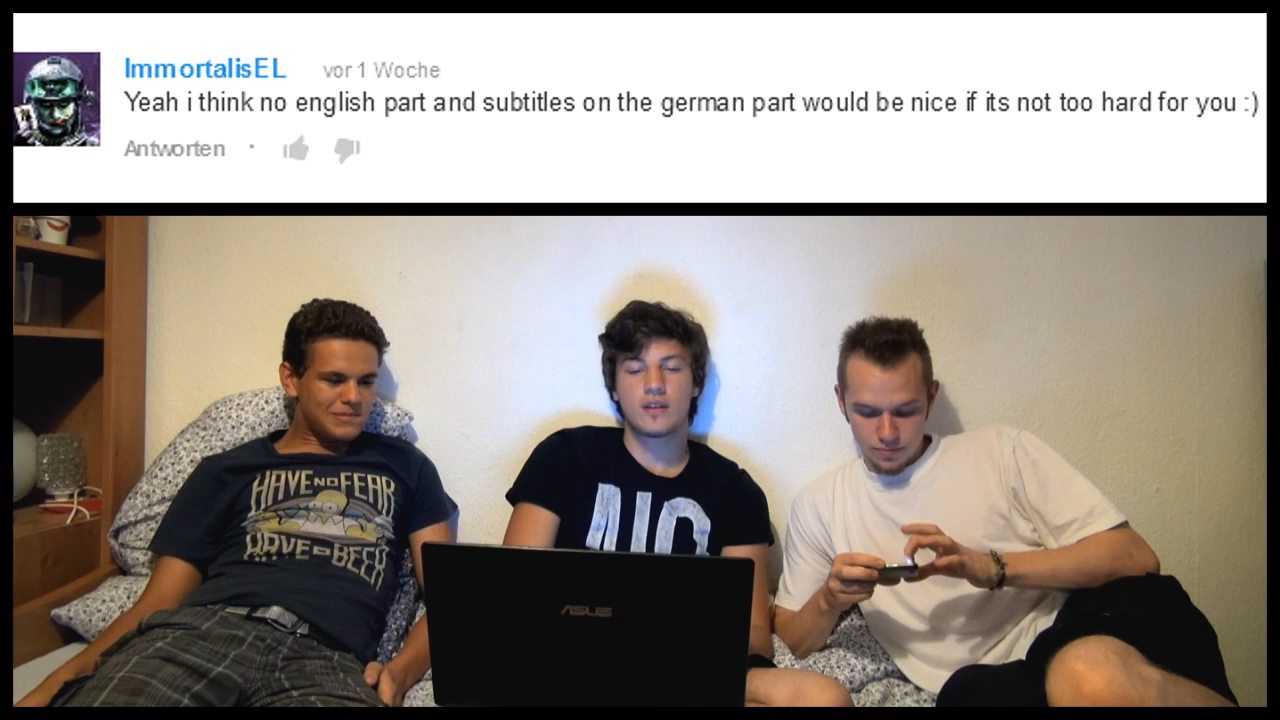 ImmortalisEL vor 1 Woche
Yeah i think no english part and subtitles on the german part would be nice if its not too hard for you :)
Antworten •
HAVE NO FEAR
HAVE A BEER
ASUS